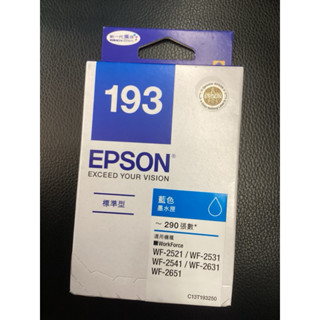 193
EPSON
EXCEED YOUR VISION
標準型
藍色
墨水匣
~ 290 張數*
適用機種
■WorkForce
WF-2521 / WF-2531
WF-2541 / WF-2631
WF-2651
C13T193250